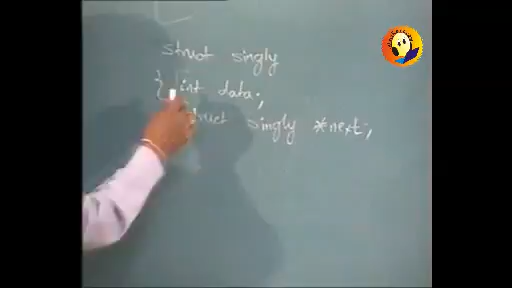 struct singly
{ int data;
struct singly *next;